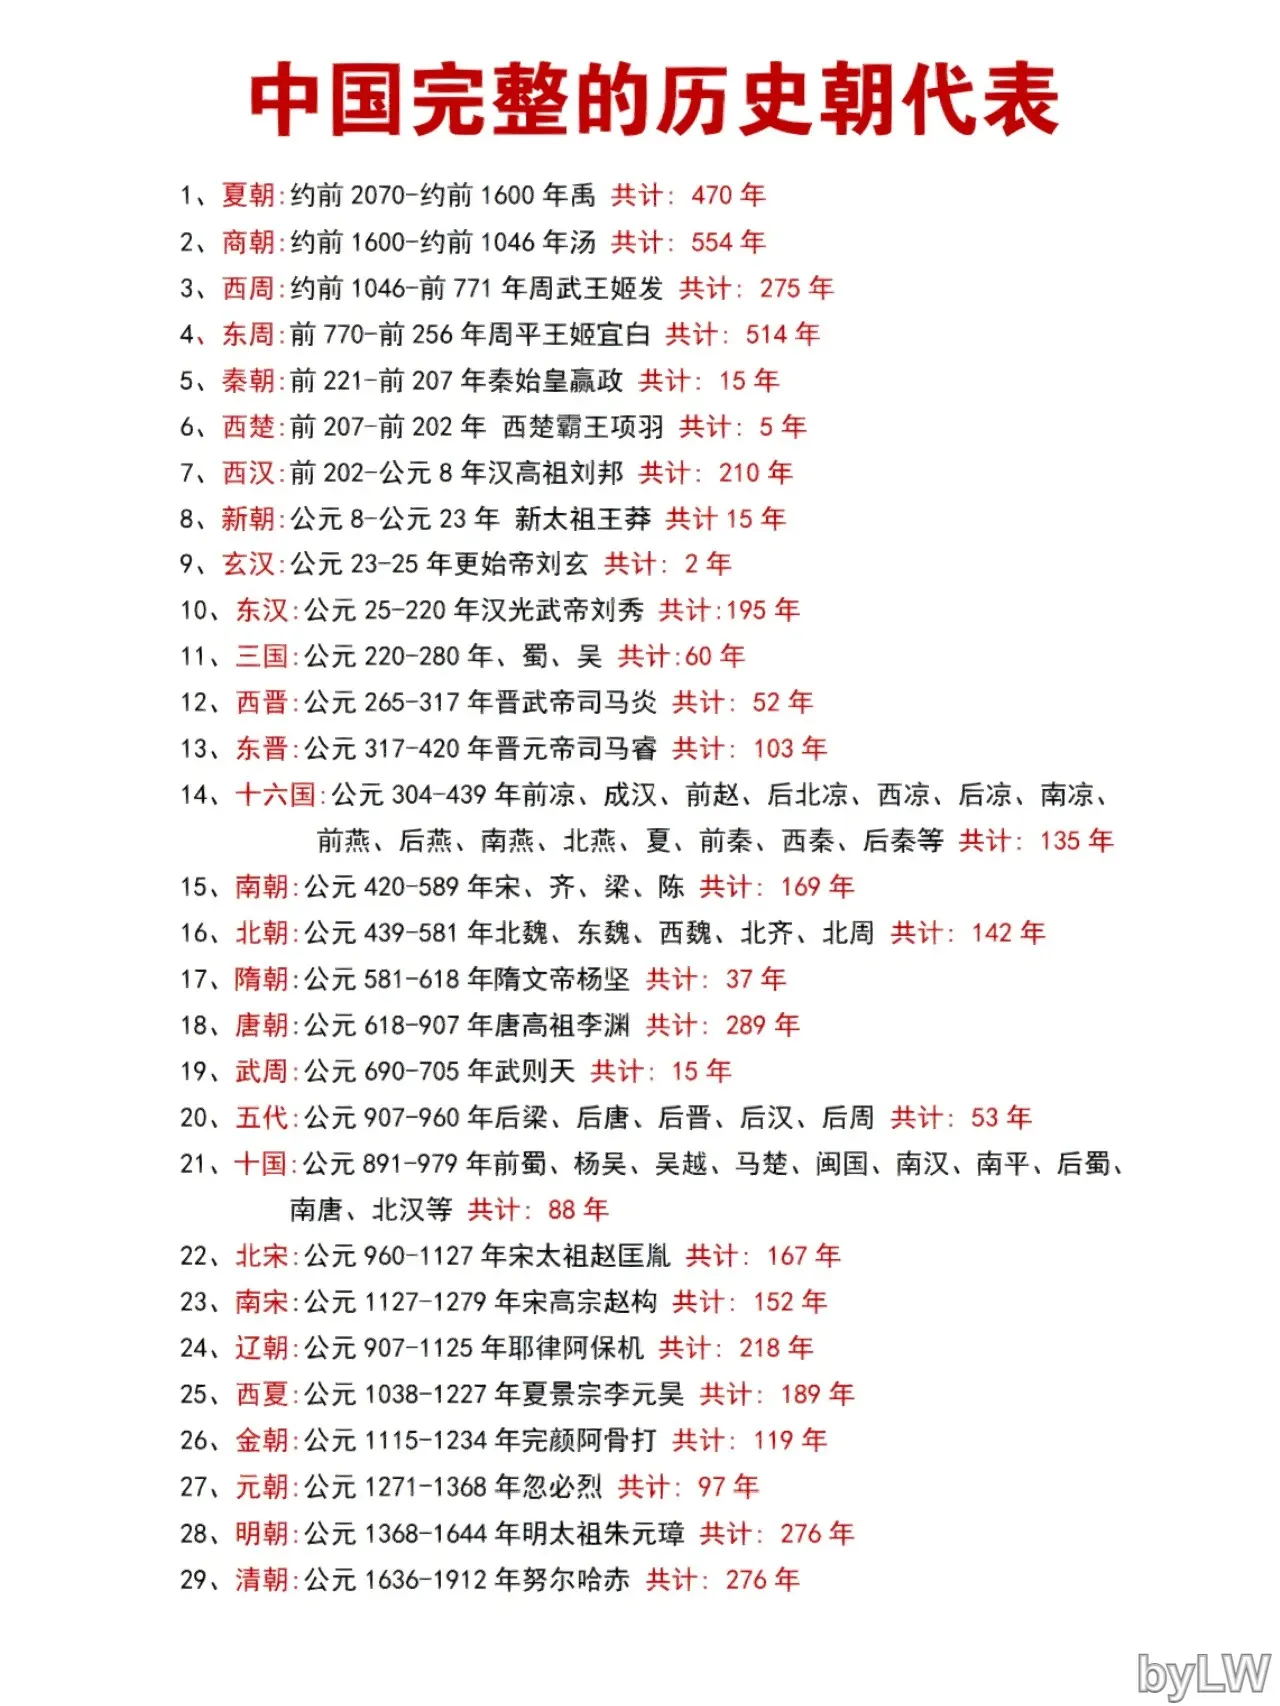 中国完整的历史朝代表
1、夏朝:约前 2070-约前 1600 年禹 共计: 470 年
2、商朝:约前 1600-约前 1046 年汤 共计: 554 年
3、西周:约前 1046-前 771 年周武王姬发 共计: 275 年
4、东周:前 770-前 256 年周平王姬宜臼 共计: 514 年
5、秦朝:前 221-前 207 年秦始皇嬴政 共计: 15 年
6、西楚:前 207-前 202 年 西楚霸王项羽 共计: 5 年
7、西汉:前 202-公元 8 年汉高祖刘邦 共计: 210 年
8、新朝:公元 8-公元 23 年 新太祖王莽 共计 15 年
9、玄汉:公元 23-25 年更始帝刘玄 共计: 2 年
10、东汉:公元 25-220 年汉光武帝刘秀 共计:195 年
11、三国:公元 220-280 年、蜀、吴 共计:60 年
12、西晋:公元 265-317 年晋武帝司马炎 共计: 52 年
13、东晋:公元 317-420 年晋元帝司马睿 共计: 103 年
14、十六国:公元 304-439 年前凉、成汉、前赵、后北凉、西凉、后凉、南凉、
前燕、后燕、南燕、北燕、夏、前秦、西秦、后秦等 共计: 135 年
15、南朝:公元 420-589 年宋、齐、梁、陈 共计: 169 年
16、北朝:公元 439-581 年北魏、东魏、西魏、北齐、北周 共计: 142 年
17、隋朝:公元 581-618 年隋文帝杨坚 共计: 37 年
18、唐朝:公元 618-907 年唐高祖李渊 共计: 289 年
19、武周:公元 690-705 年武则天 共计: 15 年
20、五代:公元 907-960 年后梁、后唐、后晋、后汉、后周 共计: 53 年
21、十国:公元 891-979 年前蜀、杨吴、吴越、马楚、闽国、南汉、南平、后蜀、
南唐、北汉等 共计: 88 年
22、北宋:公元 960-1127 年宋太祖赵匡胤 共计: 167 年
23、南宋:公元 1127-1279 年宋高宗赵构 共计: 152 年
24、辽朝:公元 907-1125 年耶律阿保机 共计: 218 年
25、西夏:公元 1038-1227 年夏景宗李元昊 共计: 189 年
26、金朝:公元 1115-1234 年完颜阿骨打 共计: 119 年
27、元朝:公元 1271-1368 年忽必烈 共计: 97 年
28、明朝:公元 1368-1644 年明太祖朱元璋 共计: 276 年
29、清朝:公元 1636-1912 年努尔哈赤 共计: 276 年
byLW